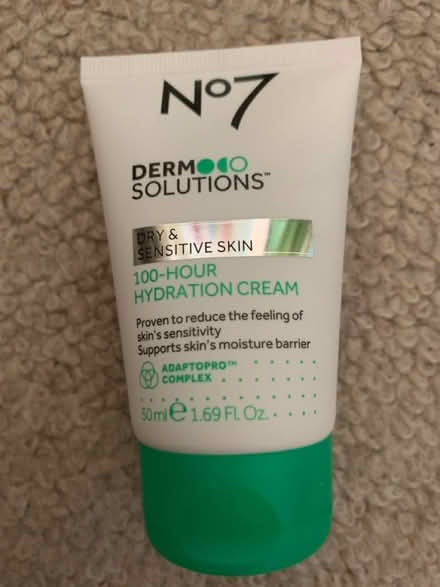 No7
DERM
SOLUTIONS™
DRY &
SENSITIVE SKIN
100-HOUR
HYDRATION CREAM
Proven to reduce the feeling of
skin's sensitivity
Supports skin's moisture barrier
ADAPTOPRO™
COMPLEX
50ml e 1.69 Fl. Oz.